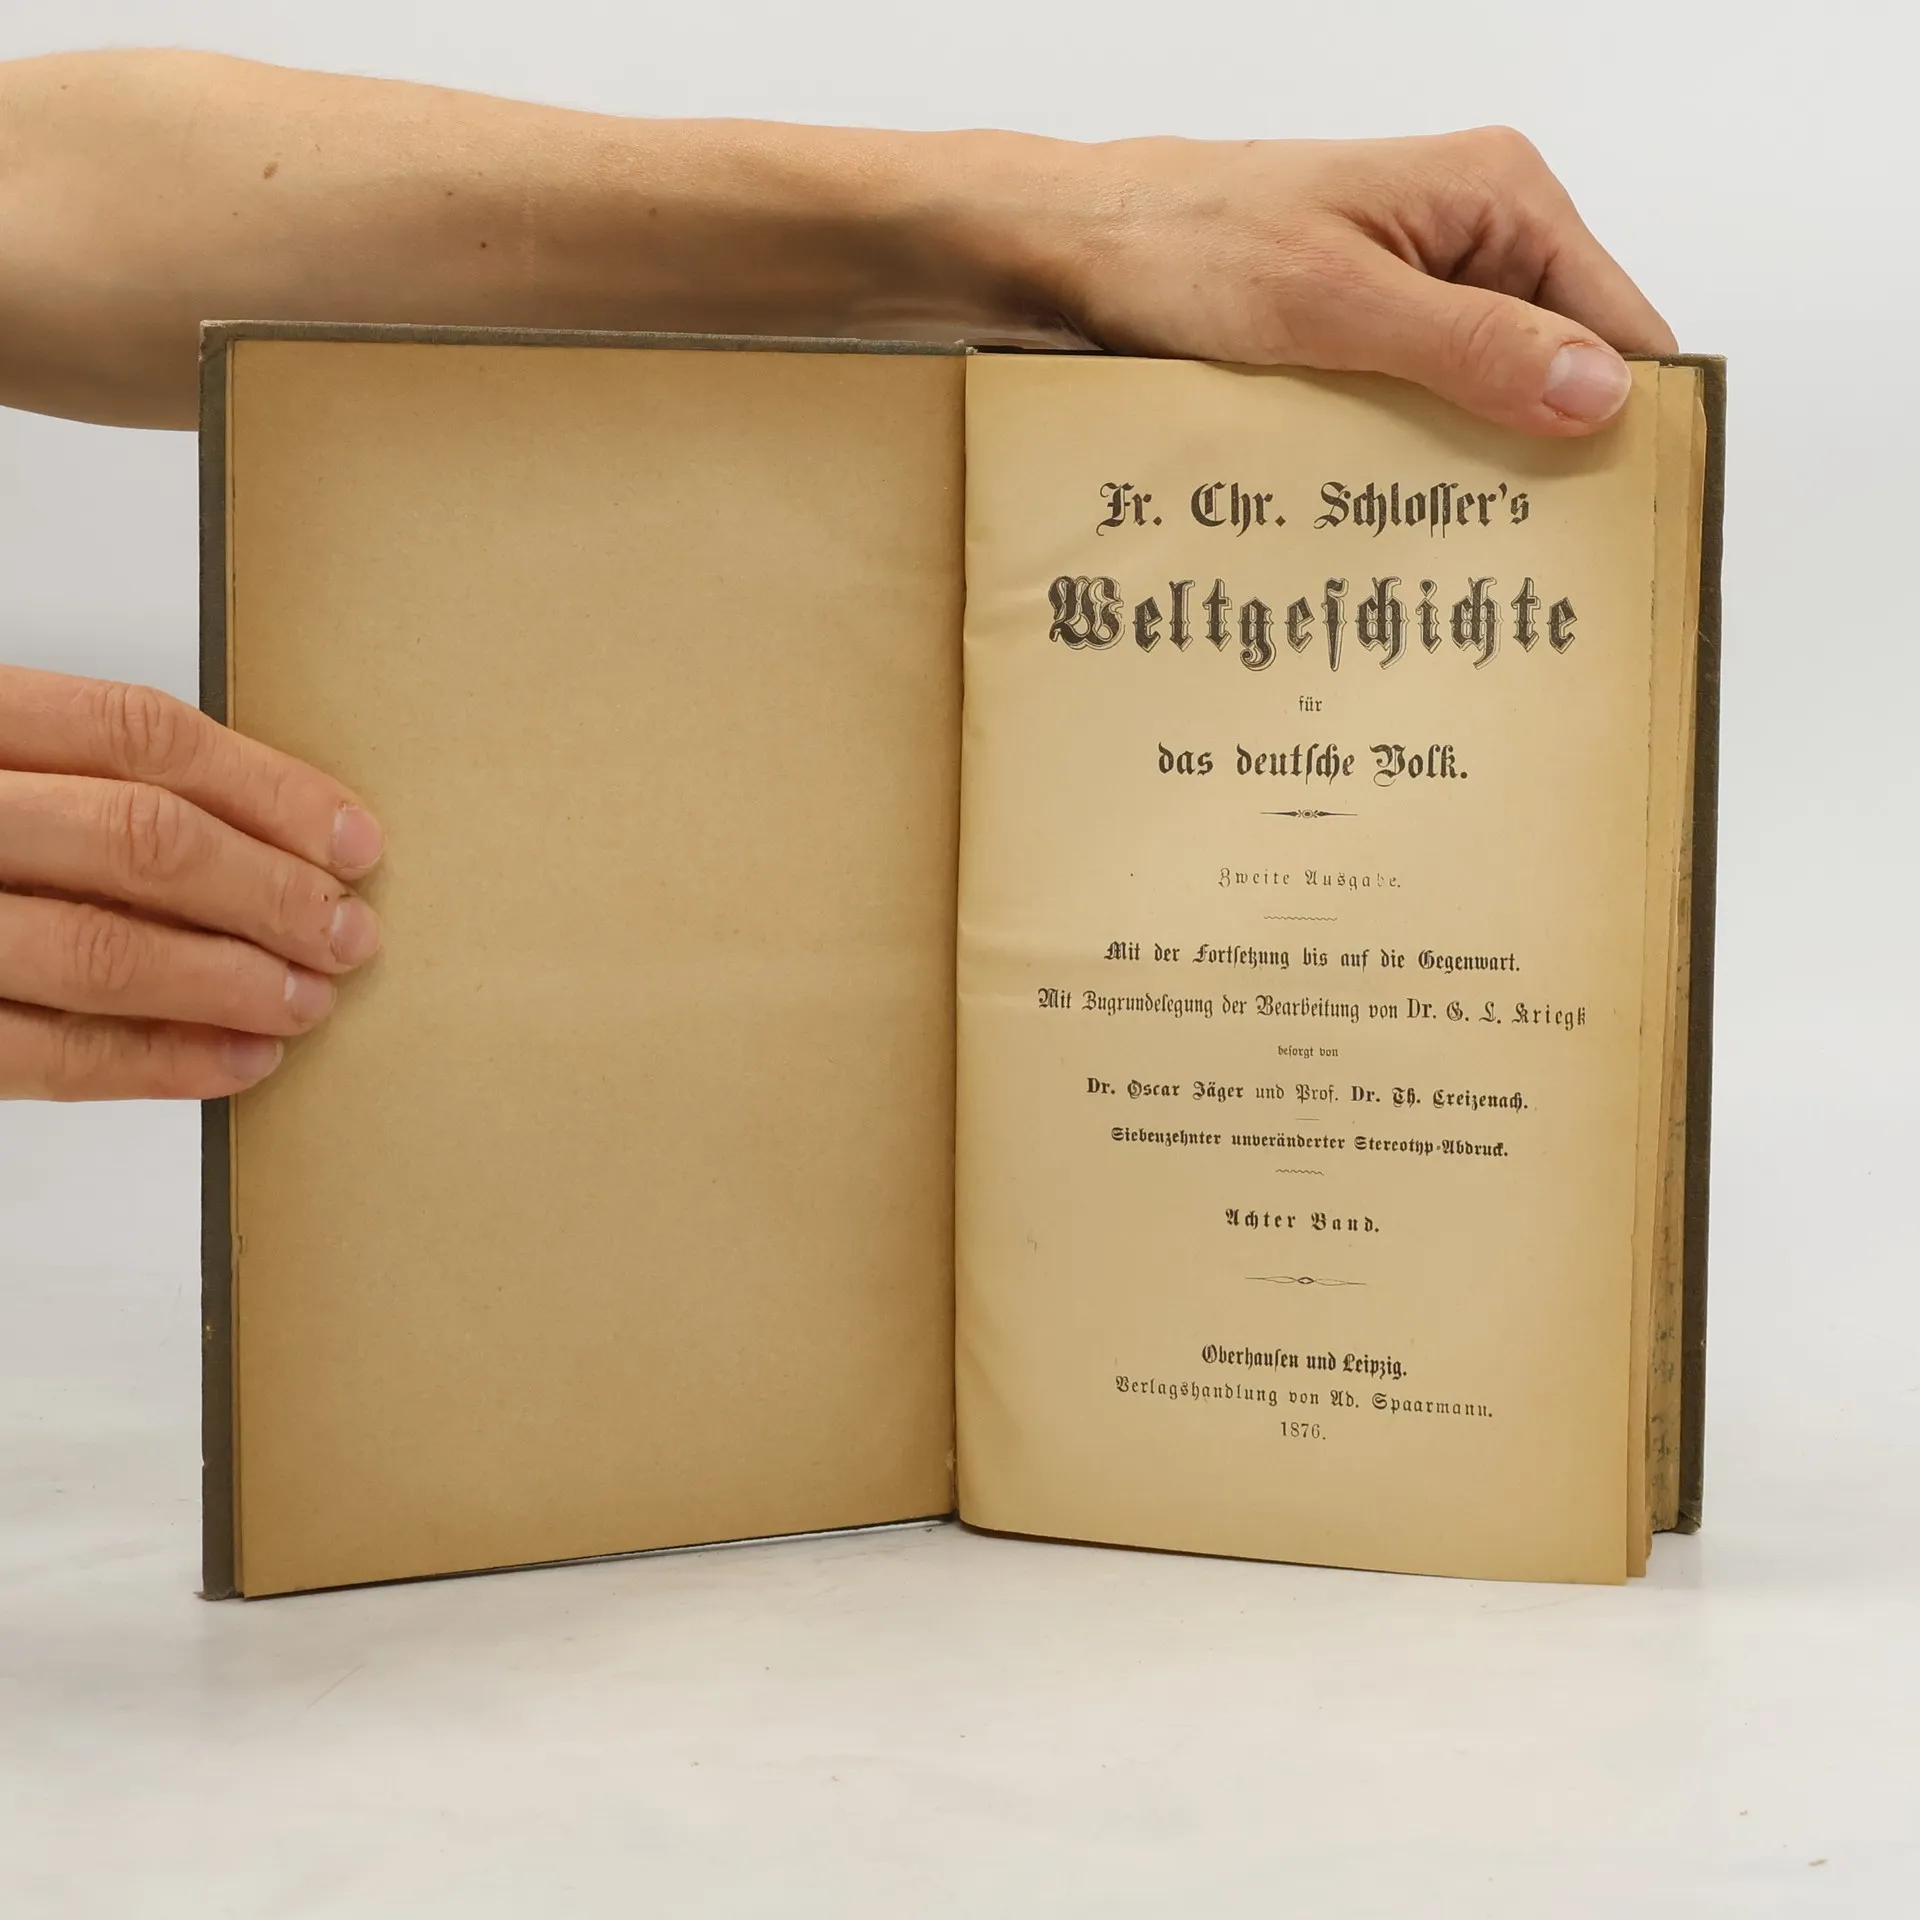 Fr. Chr. Schloſſer's
Weltgeſchichte
für
das deutſche Volk.
Zweite Ausgabe.
Mit der Fortſetzung bis auf die Gegenwart.
Mit Zugrundelegung der Bearbeitung von Dr. G. L. Kriegk
beſorgt von
Dr. Oscar Jäger und Prof. Dr. Th. Creizenach.
Siebenzehnter unveränderter Stereotyp-Abdruck.
Achter Band.
Oberhauſen und Leipzig.
Verlagshandlung von Ad. Spaarmann.
1876.